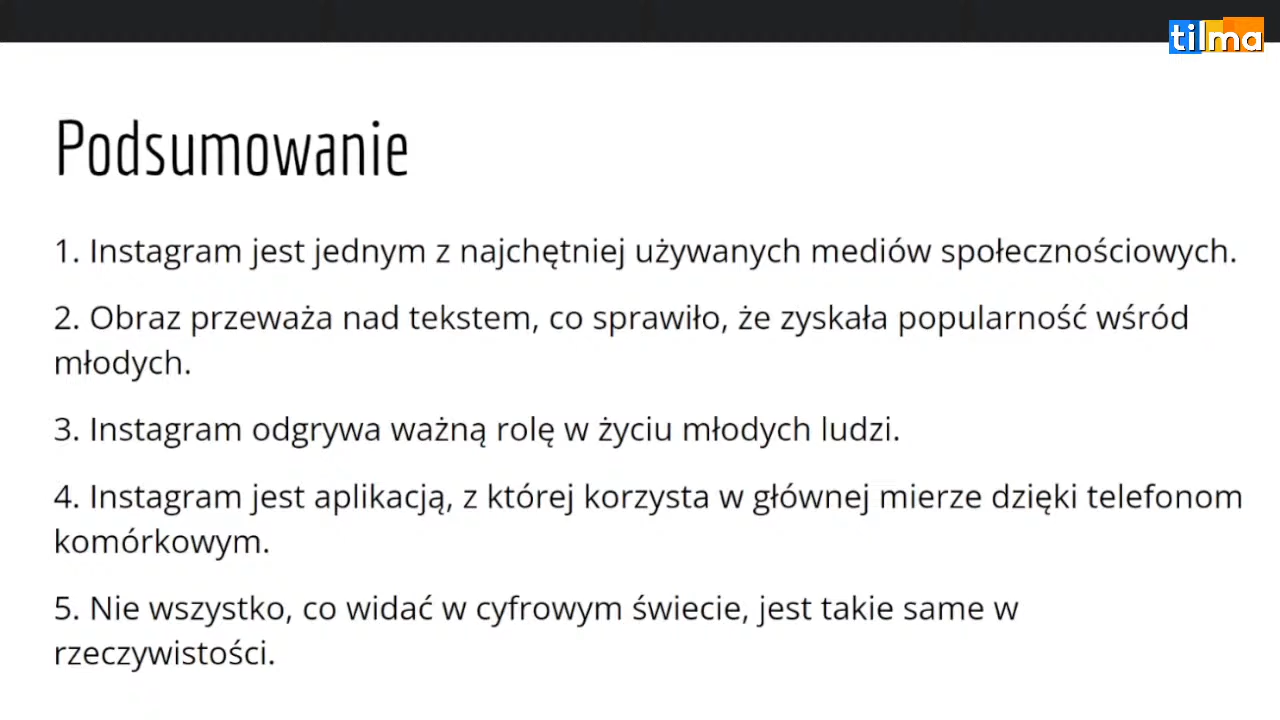 tilma
Podsumowanie
1. Instagram jest jednym z najchętniej używanych mediów społecznościowych.
2. Obraz przeważa nad tekstem, co sprawiło, że zyskała popularność wśród
młodych.
3. Instagram odgrywa ważną rolę w życiu młodych ludzi.
4. Instagram jest aplikacją, z której korzysta w głównej mierze dzięki telefonom
komórkowym.
5. Nie wszystko, co widać w cyfrowym świecie, jest takie same w
rzeczywistości.